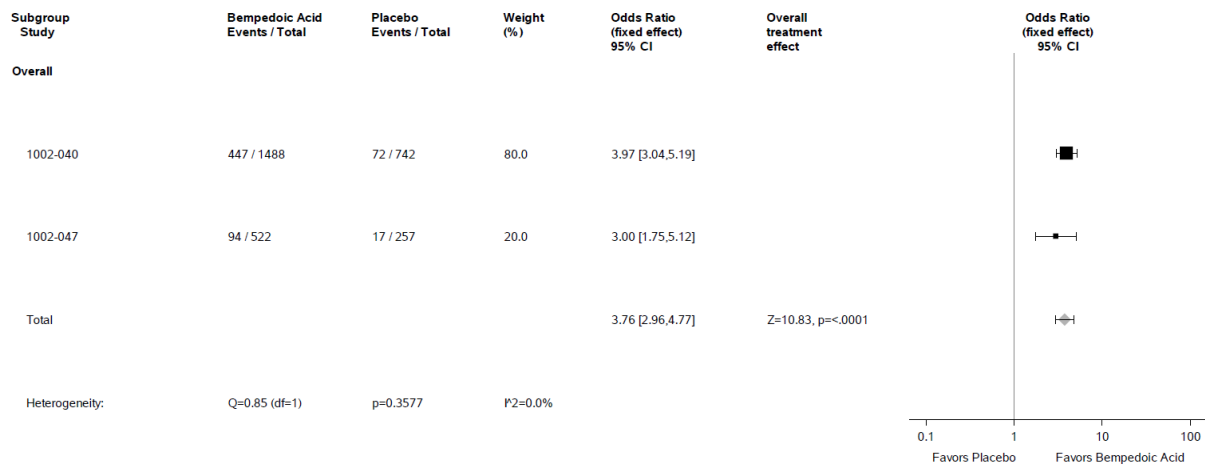 Subgroup Bempedoic Acid Placebo Weight Odds Ratio Overall Odds Ratio
Study Events / Total Events / Total (%) (fixed effect) treatment (fixed effect)
95% CI effect 95% CI
Overall
1002-040 447 / 1488 72 / 742 80.0 3.97 [3.04,5.19]
1002-047 94 / 522 17 / 257 20.0 3.00 [1.75,5.12]
Total 3.76 [2.96,4.77] Z=10.83, p=<.0001
Heterogeneity: Q=0.85 (df=1) p=0.3577 I^2=0.0%
0.1 1 10 100
Favors Placebo Favors Bempedoic Acid